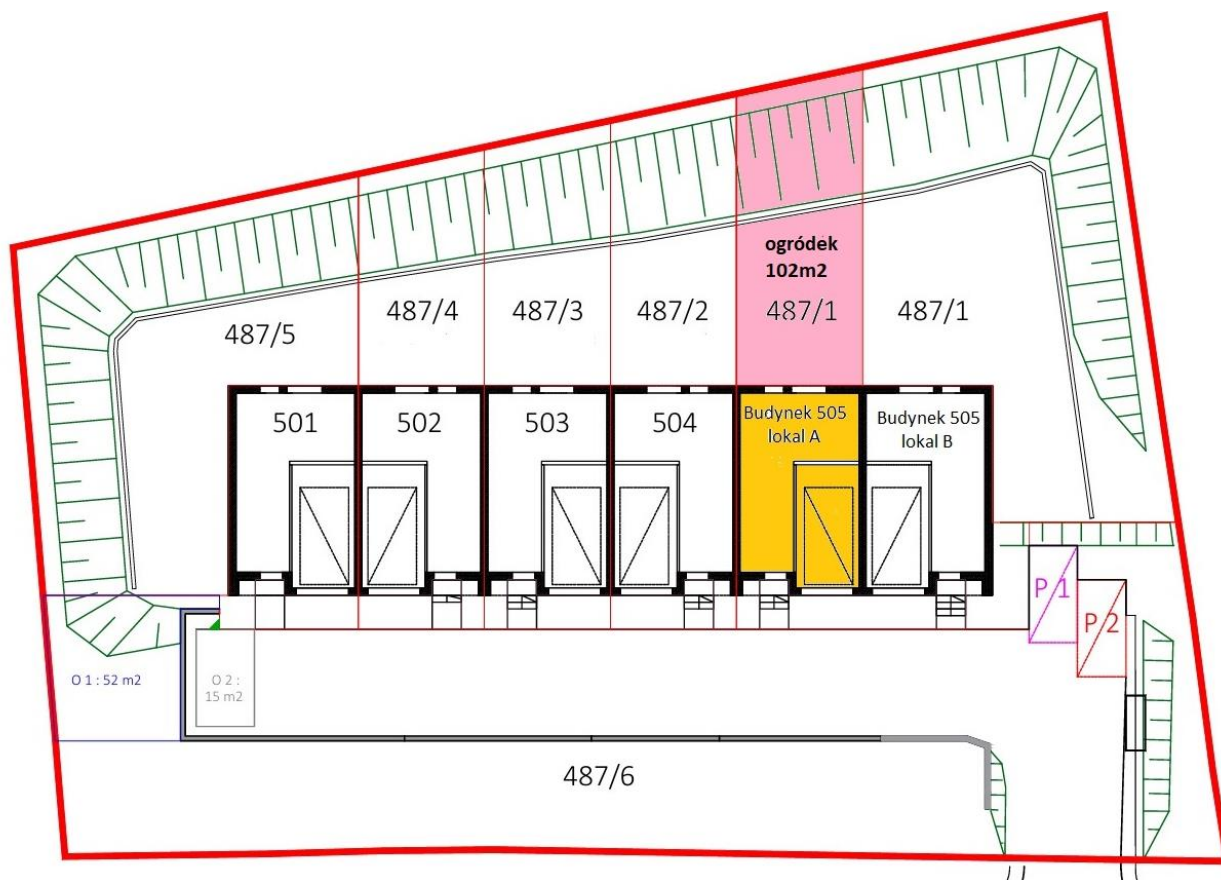 ogródek
102m2
487/5
487/4
487/3
487/2
487/1
487/1
501
502
503
504
Budynek 505
lokal A
Budynek 505
lokal B
P 1
P 2
O 1 : 52 m2
O 2 :
15 m2
487/6